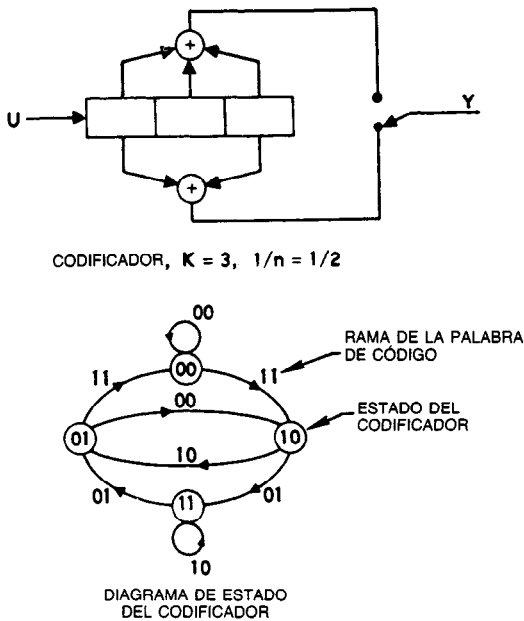 +
U
Y
+
CODIFICADOR, K = 3, 1/n = 1/2
00
RAMA DE LA PALABRA
DE CÓDIGO
11
00
11
00
ESTADO DEL
CODIFICADOR
01
10
10
01
11
01
10
DIAGRAMA DE ESTADO
DEL CODIFICADOR